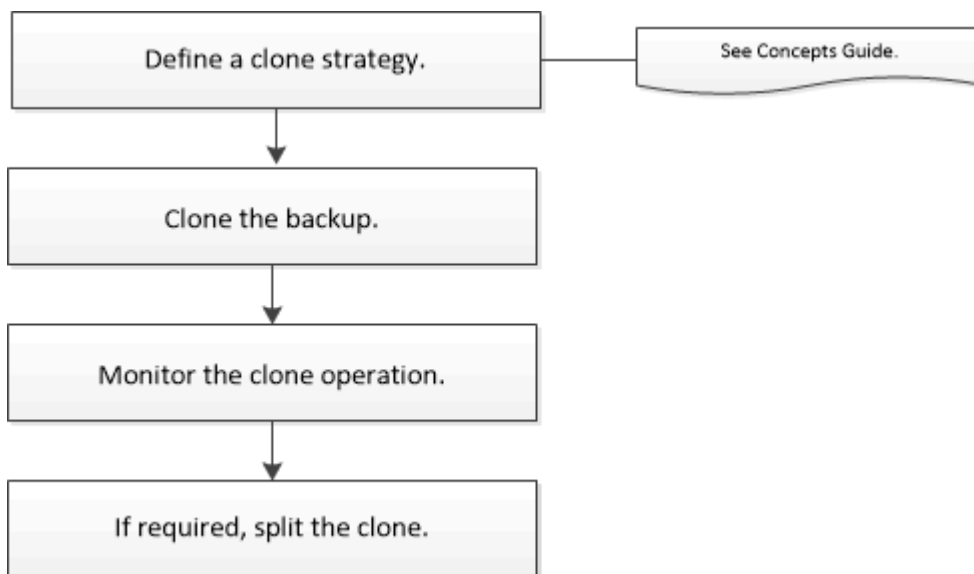 Define a clone strategy.
See Concepts Guide.
Clone the backup.
Monitor the clone operation.
If required, split the clone.